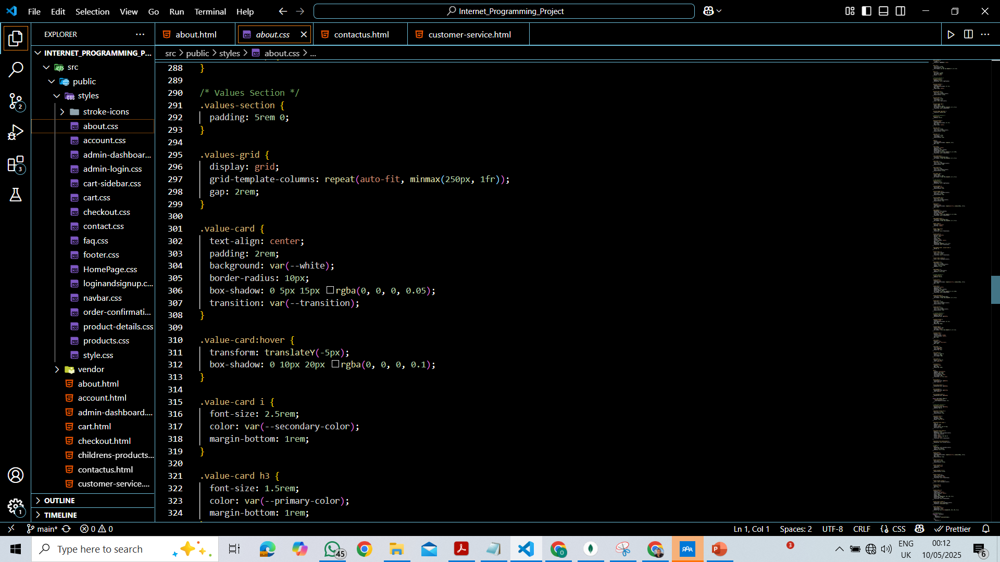 File Edit Selection View Go Run Terminal Help
Internet_Programming_Project
EXPLORER
INTERNET_PROGRAMMING_P...
src
public
styles
stroke-icons
about.css
account.css
admin-dashboar...
admin-login.css
cart-sidebar.css
cart.css
checkout.css
contact.css
faq.css
footer.css
HomePage.css
loginandsignup.c...
navbar.css
order-confirmati...
product-details.css
products.css
style.css
vendor
about.html
account.html
admin-dashboard....
cart.html
checkout.html
childrens-products...
contactus.html
customer-service....
OUTLINE
TIMELINE
2
3
1
about.html about.css contactus.html customer-service.html
src > public > styles > about.css > ...
288 }
289
290 /* Values Section */
291 .values-section {
292 padding: 5rem 0;
293 }
294
295 .values-grid {
296 display: grid;
297 grid-template-columns: repeat(auto-fit, minmax(250px, 1fr));
298 gap: 2rem;
299 }
300
301 .value-card {
302 text-align: center;
303 padding: 2rem;
304 background: var(--white);
305 border-radius: 10px;
306 box-shadow: 0 5px 15px rgba(0, 0, 0, 0.05);
307 transition: var(--transition);
308 }
309
310 .value-card:hover {
311 transform: translateY(-5px);
312 box-shadow: 0 10px 20px rgba(0, 0, 0, 0.1);
313 }
314
315 .value-card i {
316 font-size: 2.5rem;
317 color: var(--secondary-color);
318 margin-bottom: 1rem;
319 }
320
321 .value-card h3 {
322 font-size: 1.5rem;
323 color: var(--primary-color);
324 margin-bottom: 1rem;
main* 0 0
Ln 1, Col 1 Spaces: 2 UTF-8 CRLF {} CSS Prettier
Type here to search
45
3
ENG
UK
00:12
10/05/2025
6